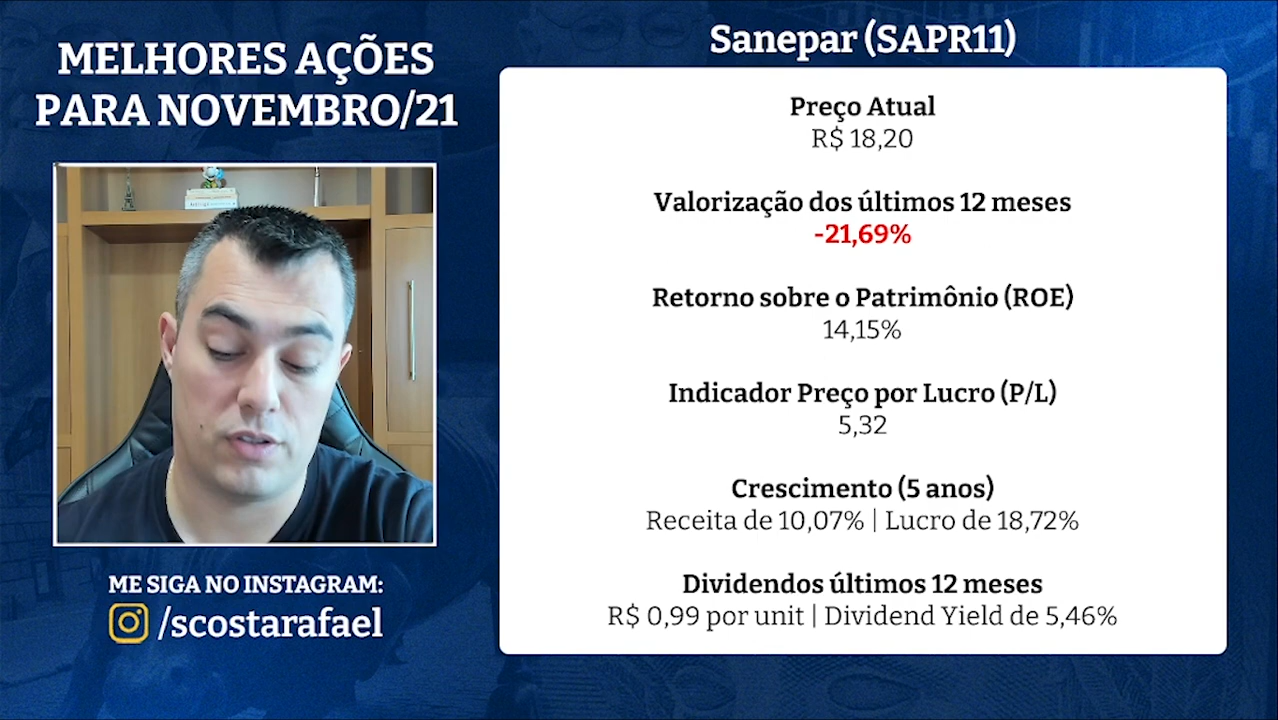 MELHORES AÇÕES
PARA NOVEMBRO/21
ME SIGA NO INSTAGRAM:
/scostarafael
Sanepar (SAPR11)
Preço Atual
R$ 18,20
Valorização dos últimos 12 meses
-21,69%
Retorno sobre o Patrimônio (ROE)
14,15%
Indicador Preço por Lucro (P/L)
5,32
Crescimento (5 anos)
Receita de 10,07% | Lucro de 18,72%
Dividendos últimos 12 meses
R$ 0,99 por unit | Dividend Yield de 5,46%